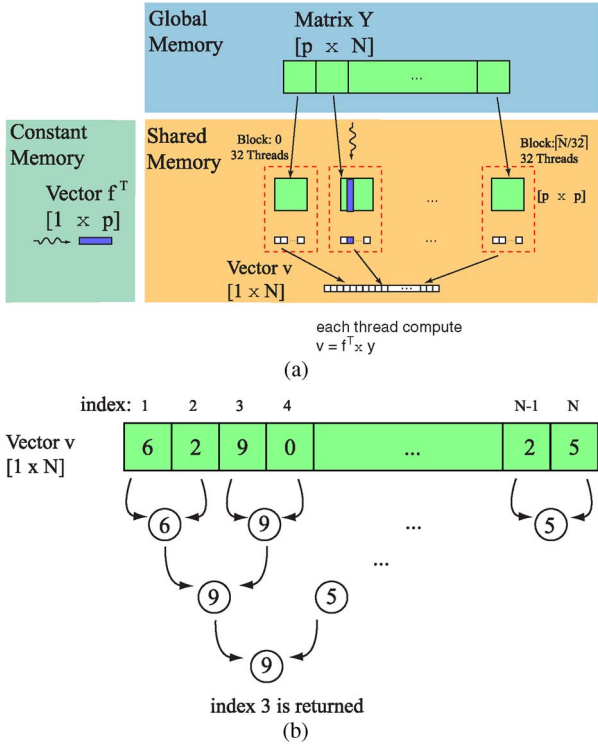 Global
Memory
Matrix Y
[p x N]
...
Constant
Memory
Vector f^T
[1 x p]
Shared
Memory
Block: 0
32 Threads
Block:⌈N/32⌉
32 Threads
...
[p x p]
...
Vector v
[1 x N]
...
each thread compute
v = f^T x y
(a)
index: 1 2 3 4 N-1 N
Vector v
[1 x N]
6 2 9 0 ... 2 5
6 9 ... 5
...
9 5
9
index 3 is returned
(b)